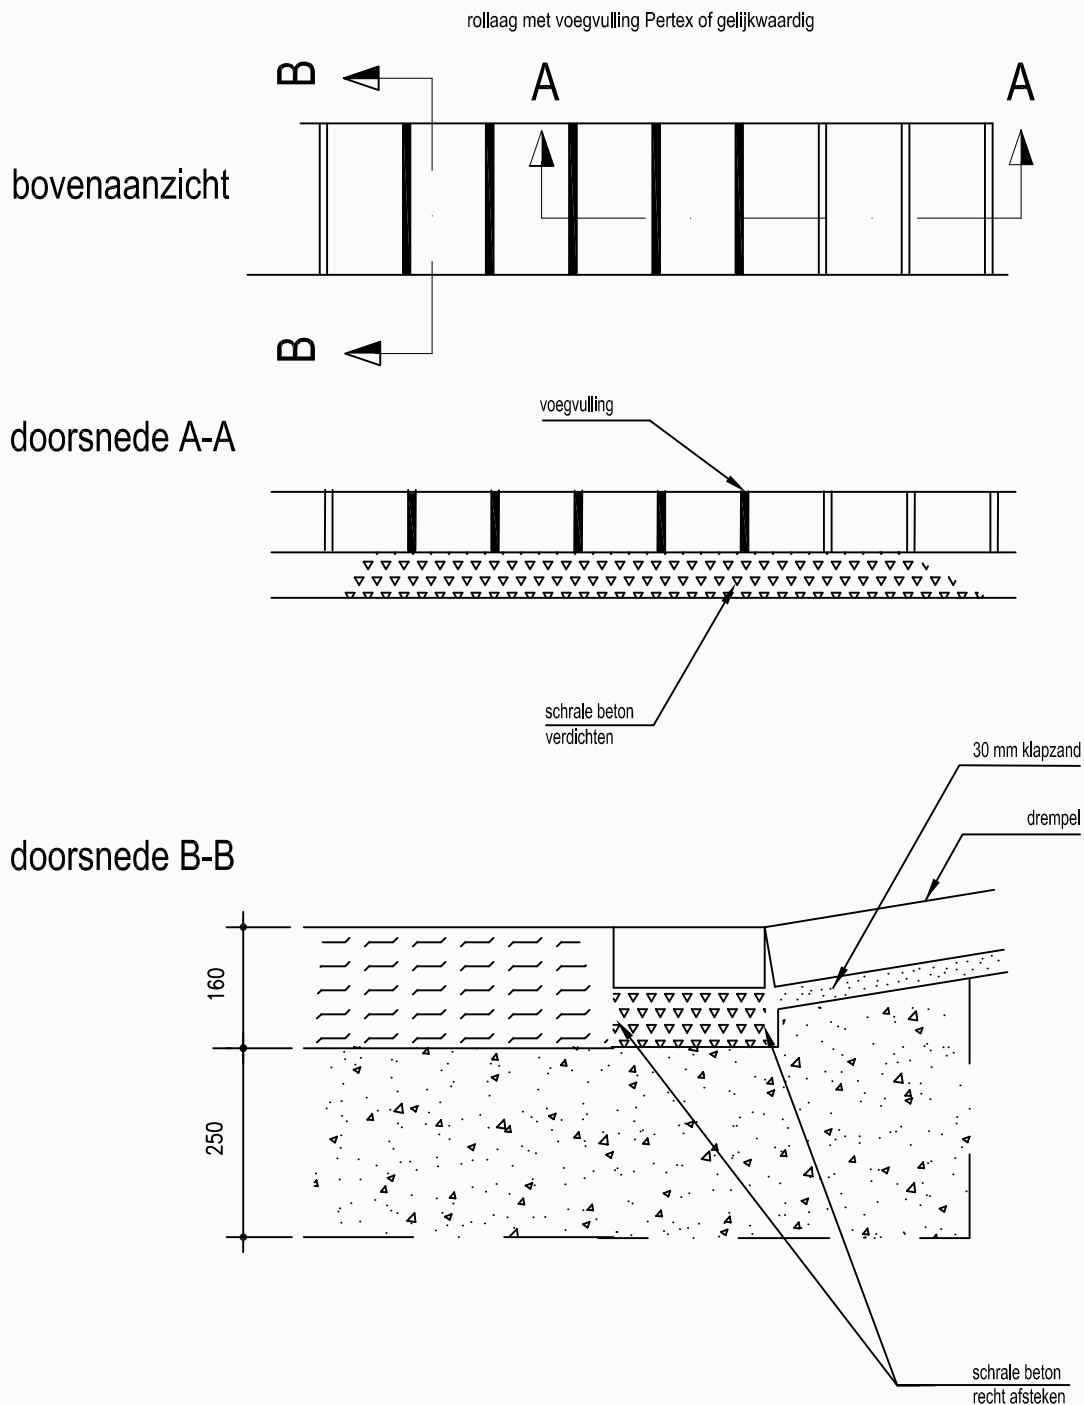 rollaag met voegvulling Pertex of gelijkwaardig
B
A
A
bovenaanzicht
B
voegvulling
doorsnede A-A
schrale beton
verdichten
30 mm klapzand
drempel
doorsnede B-B
160
250
schrale beton
recht afsteken